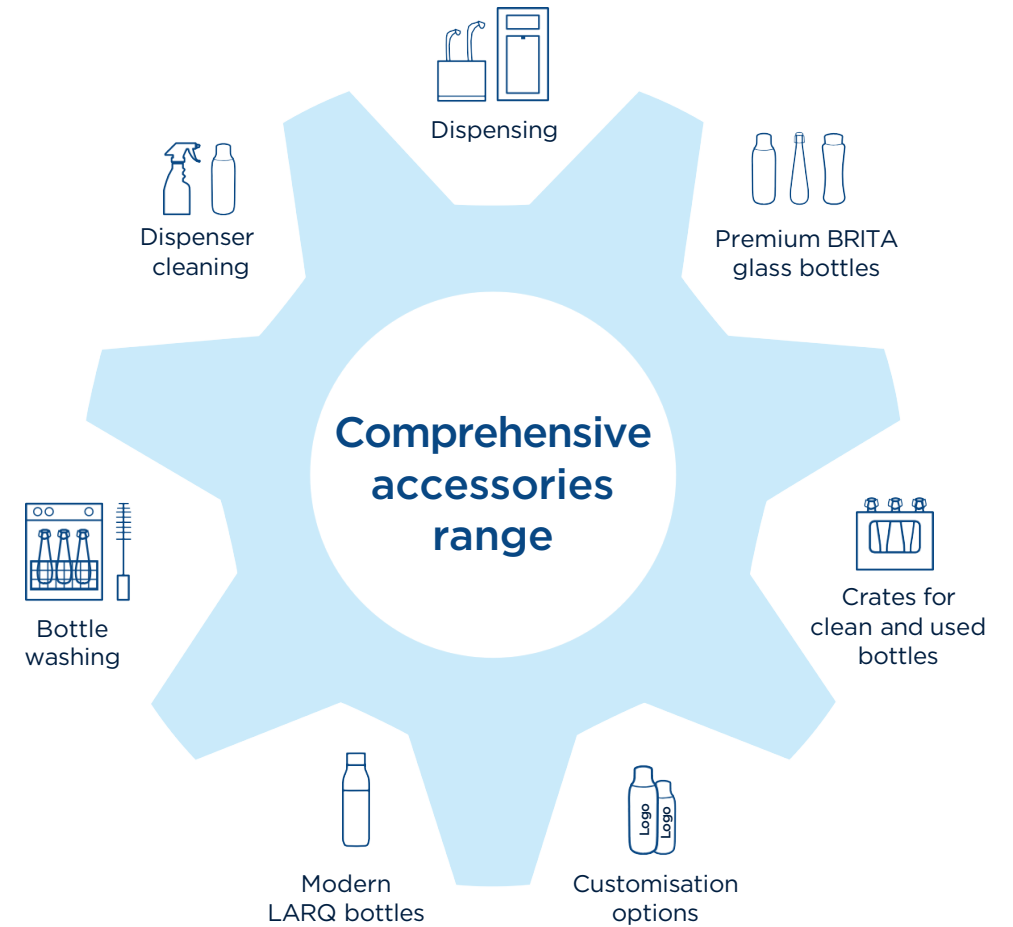 Dispensing
Premium BRITA
glass bottles
Crates for
clean and used
bottles
Logo
Logo
Customisation
options
Modern
LARQ bottles
Bottle
washing
Dispenser
cleaning
Comprehensive
accessories
range